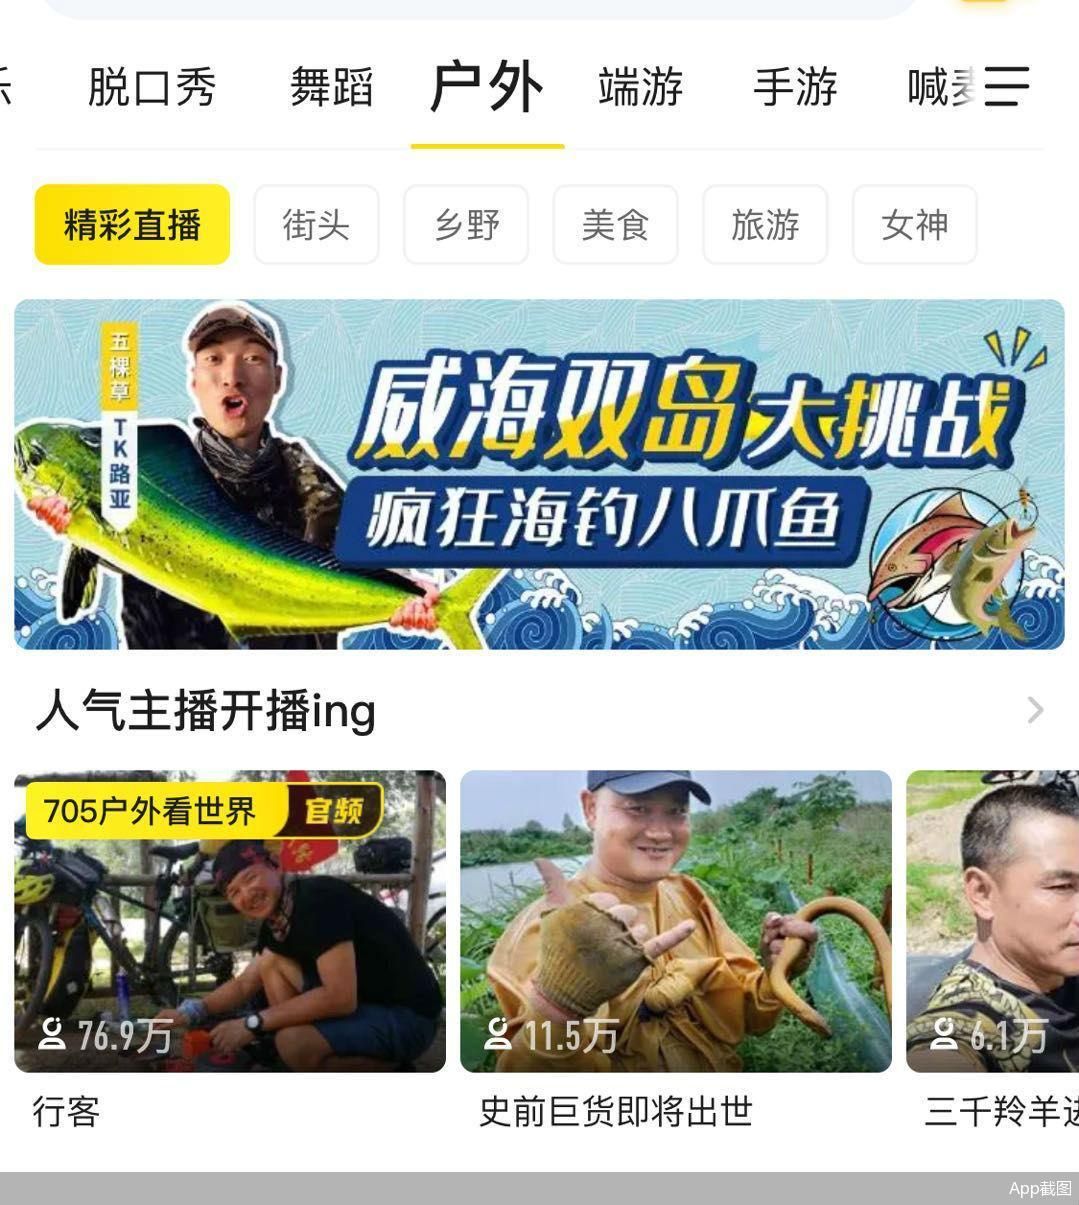 脱口秀 舞蹈 户外 端游 手游 喊麦
精彩直播 街头 乡野 美食 旅游 女神
五棵草
TK路亚
威海双岛大挑战
疯狂海钓八爪鱼
人气主播开播ing
705户外看世界 官频
76.9万 11.5万 6.1万
行客 史前巨货即将出世 三千羚羊进
App截图